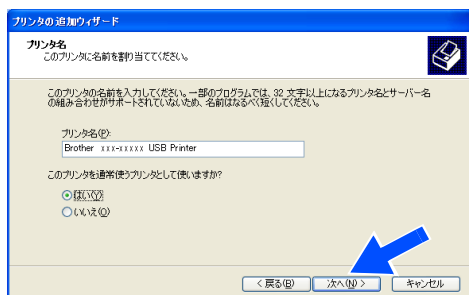 プリンタの追加ウィザード
プリンタ名
このプリンタに名前を割り当ててください。
このプリンタの名前を入力してください。一部のプログラムでは、32 文字以上になるプリンタ名とサーバー名
の組み合わせがサポートされていないため、名前はなるべく短くしてください。
プリンタ名(P):
Brother xxx-xxxxx USB Printer
このプリンタを通常使うプリンタとして使いますか?
はい(Y)
いいえ(O)
< 戻る(B) 次へ(N) > キャンセル